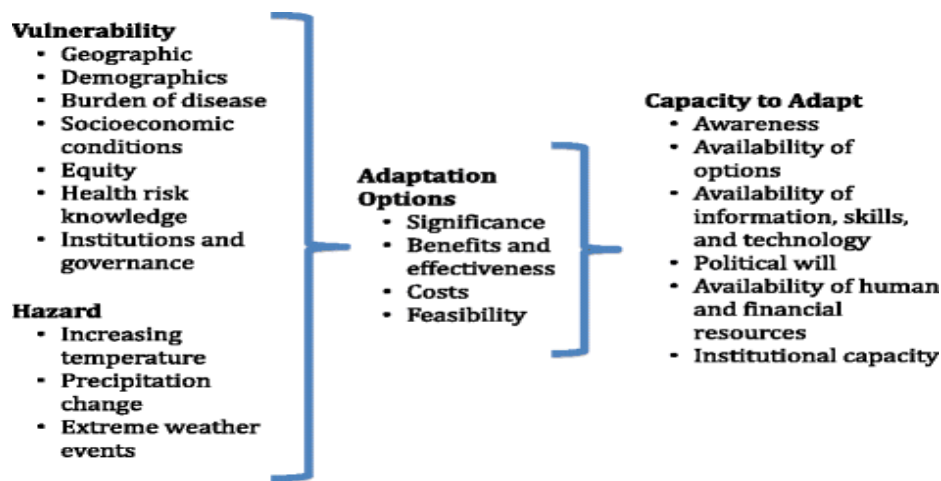 Vulnerability
• Geographic
• Demographics
• Burden of disease
• Socioeconomic
conditions
• Equity
• Health risk
knowledge
• Institutions and
governance
Hazard
• Increasing
temperature
• Precipitation
change
• Extreme weather
events
Adaptation
Options
• Significance
• Benefits and
effectiveness
• Costs
• Feasibility
Capacity to Adapt
• Awareness
• Availability of
options
• Availability of
information, skills,
and technology
• Political will
• Availability of human
and financial
resources
• Institutional capacity